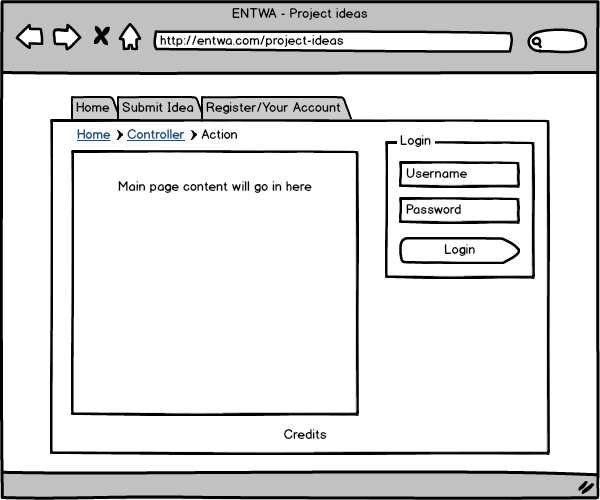 ENTWA - Project ideas
http://entwa.com/project-ideas
Home Submit Idea Register/Your Account
Home > Controller > Action
Main page content will go in here
Login
Username
Password
Login
Credits